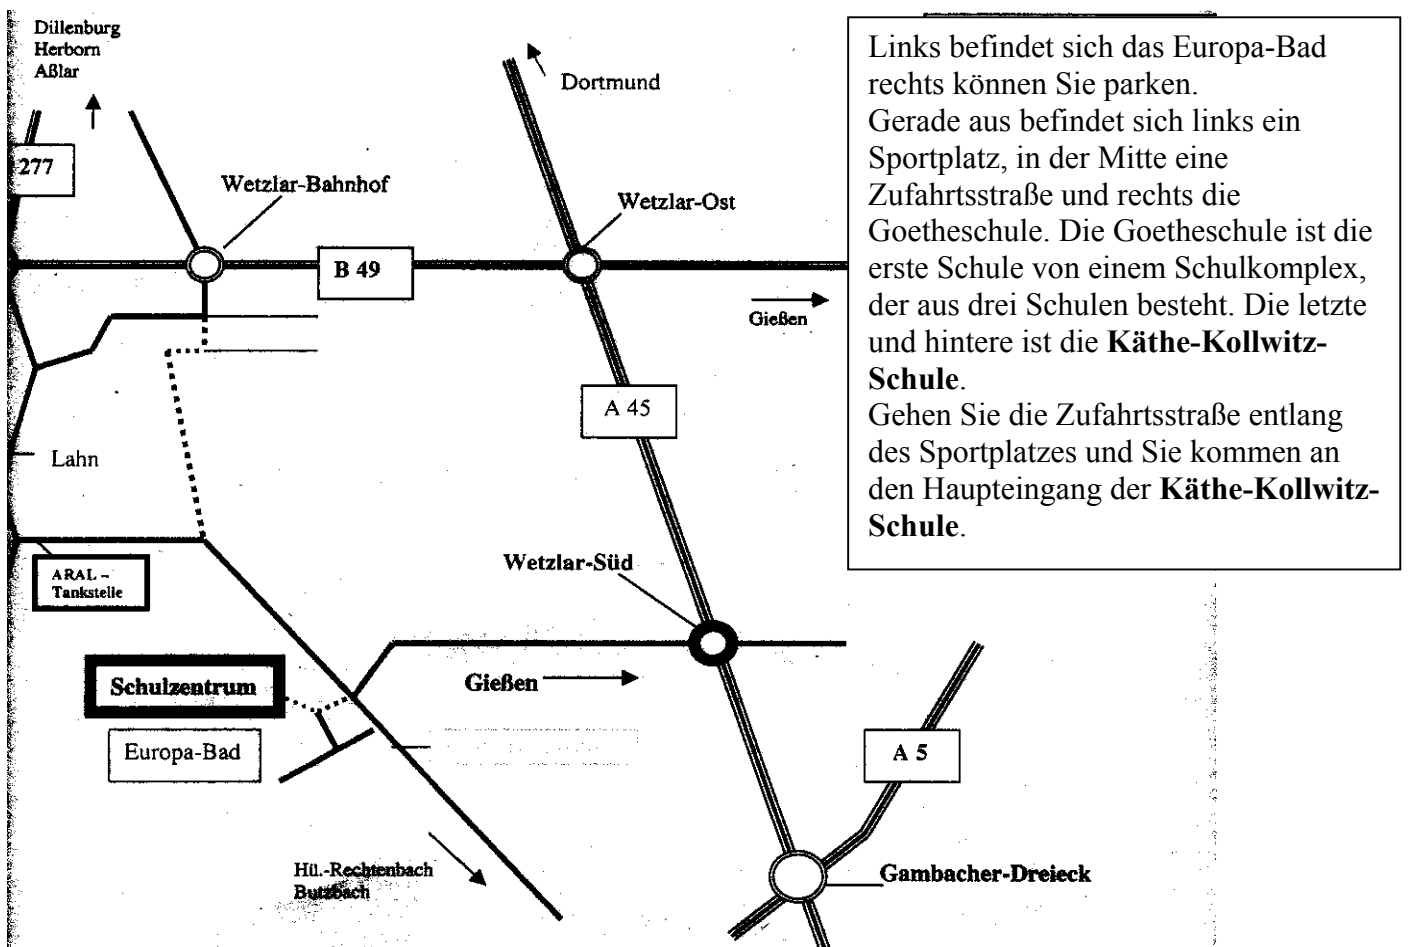 Dillenburg
Herborn
Aßlar
277
Wetzlar-Bahnhof
B 49
Dortmund
Wetzlar-Ost
Gießen
A 45
Lahn
ARAL –
Tankstelle
Wetzlar-Süd
Schulzentrum
Gießen
Europa-Bad
A 5
Hü.-Rechtenbach
Butzbach
Gambacher-Dreieck
Links befindet sich das Europa-Bad
rechts können Sie parken.
Gerade aus befindet sich links ein
Sportplatz, in der Mitte eine
Zufahrtsstraße und rechts die
Goetheschule. Die Goetheschule ist die
erste Schule von einem Schulkomplex,
der aus drei Schulen besteht. Die letzte
und hintere ist die Käthe-Kollwitz-
Schule.
Gehen Sie die Zufahrtsstraße entlang
des Sportplatzes und Sie kommen an
den Haupteingang der Käthe-Kollwitz-
Schule.